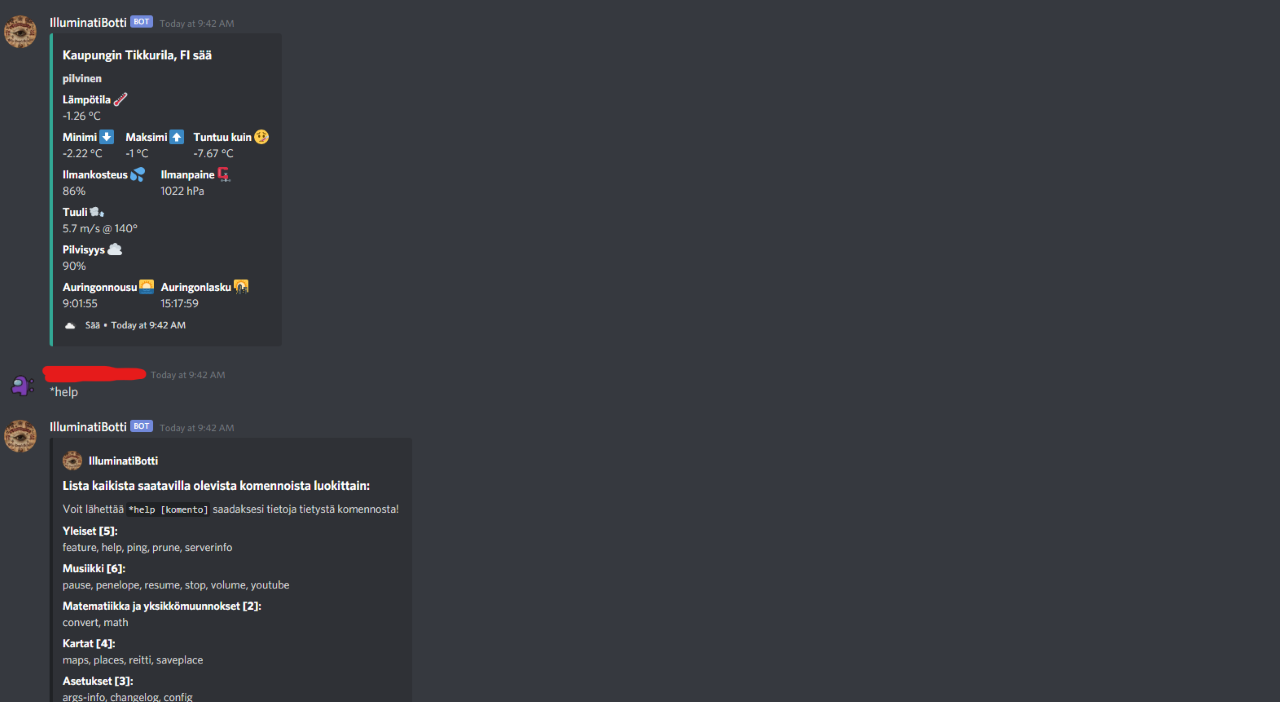 IlluminatiBotti BOT Today at 9:42 AM
Kaupungin Tikkurila, FI sää
pilvinen
Lämpötila
-1.26 °C
Minimi Maksimi Tuntuu kuin
-2.22 °C -1 °C -7.67 °C
Ilmankosteus Ilmanpaine
86% 1022 hPa
Tuuli
5.7 m/s @ 140°
Pilvisyys
90%
Auringonnousu Auringonlasku
9:01:55 15:17:59
Sää • Today at 9:42 AM
Today at 9:42 AM
*help
IlluminatiBotti BOT Today at 9:42 AM
IlluminatiBotti
Lista kaikista saatavilla olevista komennoista luokittain:
Voit lähettää *help [komento] saadaksesi tietoja tietystä komennosta!
Yleiset [5]:
feature, help, ping, prune, serverinfo
Musiikki [6]:
pause, penelope, resume, stop, volume, youtube
Matematiikka ja yksikkömuunnokset [2]:
convert, math
Kartat [4]:
maps, places, reitti, saveplace
Asetukset [3]:
args-info, changelog, config